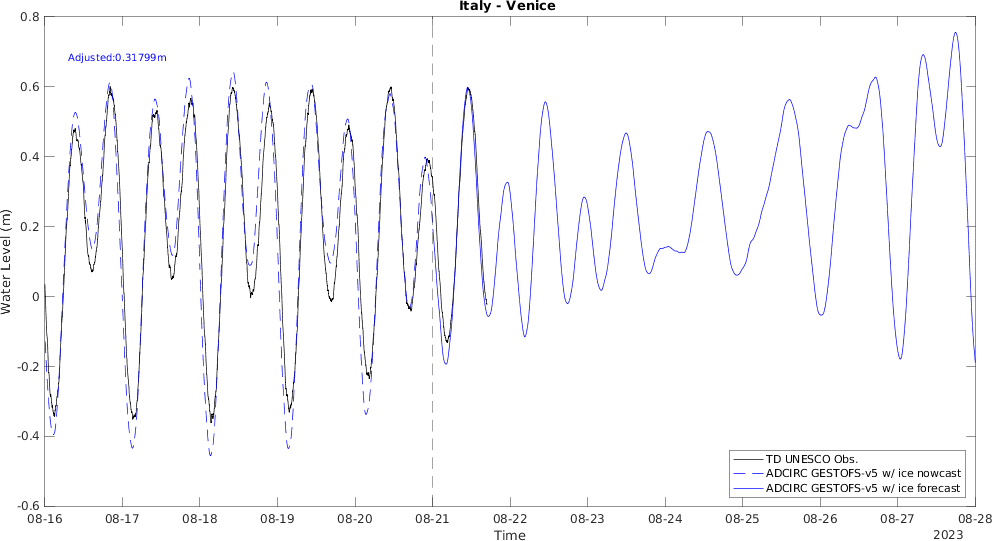 Italy - Venice
Adjusted:0.31799m
Water Level (m)
0.8
0.6
0.4
0.2
0
-0.2
-0.4
-0.6
TD UNESCO Obs.
ADCIRC GESTOFS-v5 w/ ice nowcast
ADCIRC GESTOFS-v5 w/ ice forecast
08-16 08-17 08-18 08-19 08-20 08-21 08-22 08-23 08-24 08-25 08-26 08-27 08-28
Time
2023